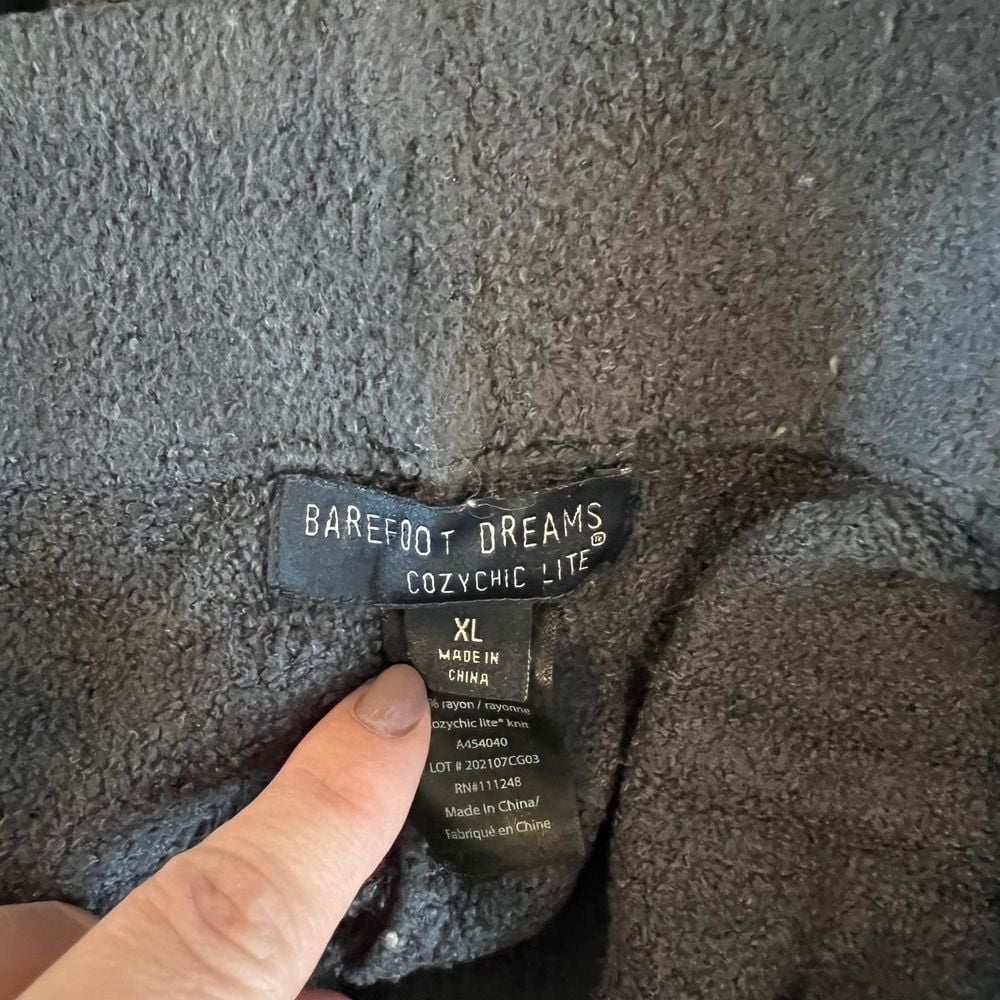 BAREFOOT DREAMS
®
COZYCHIC LITE
XL
MADE IN
CHINA
% rayon / rayonne
ozychic lite® knit
A454040
LOT # 202107CG03
RN#111248
Made In China/
Fabriqué en Chine